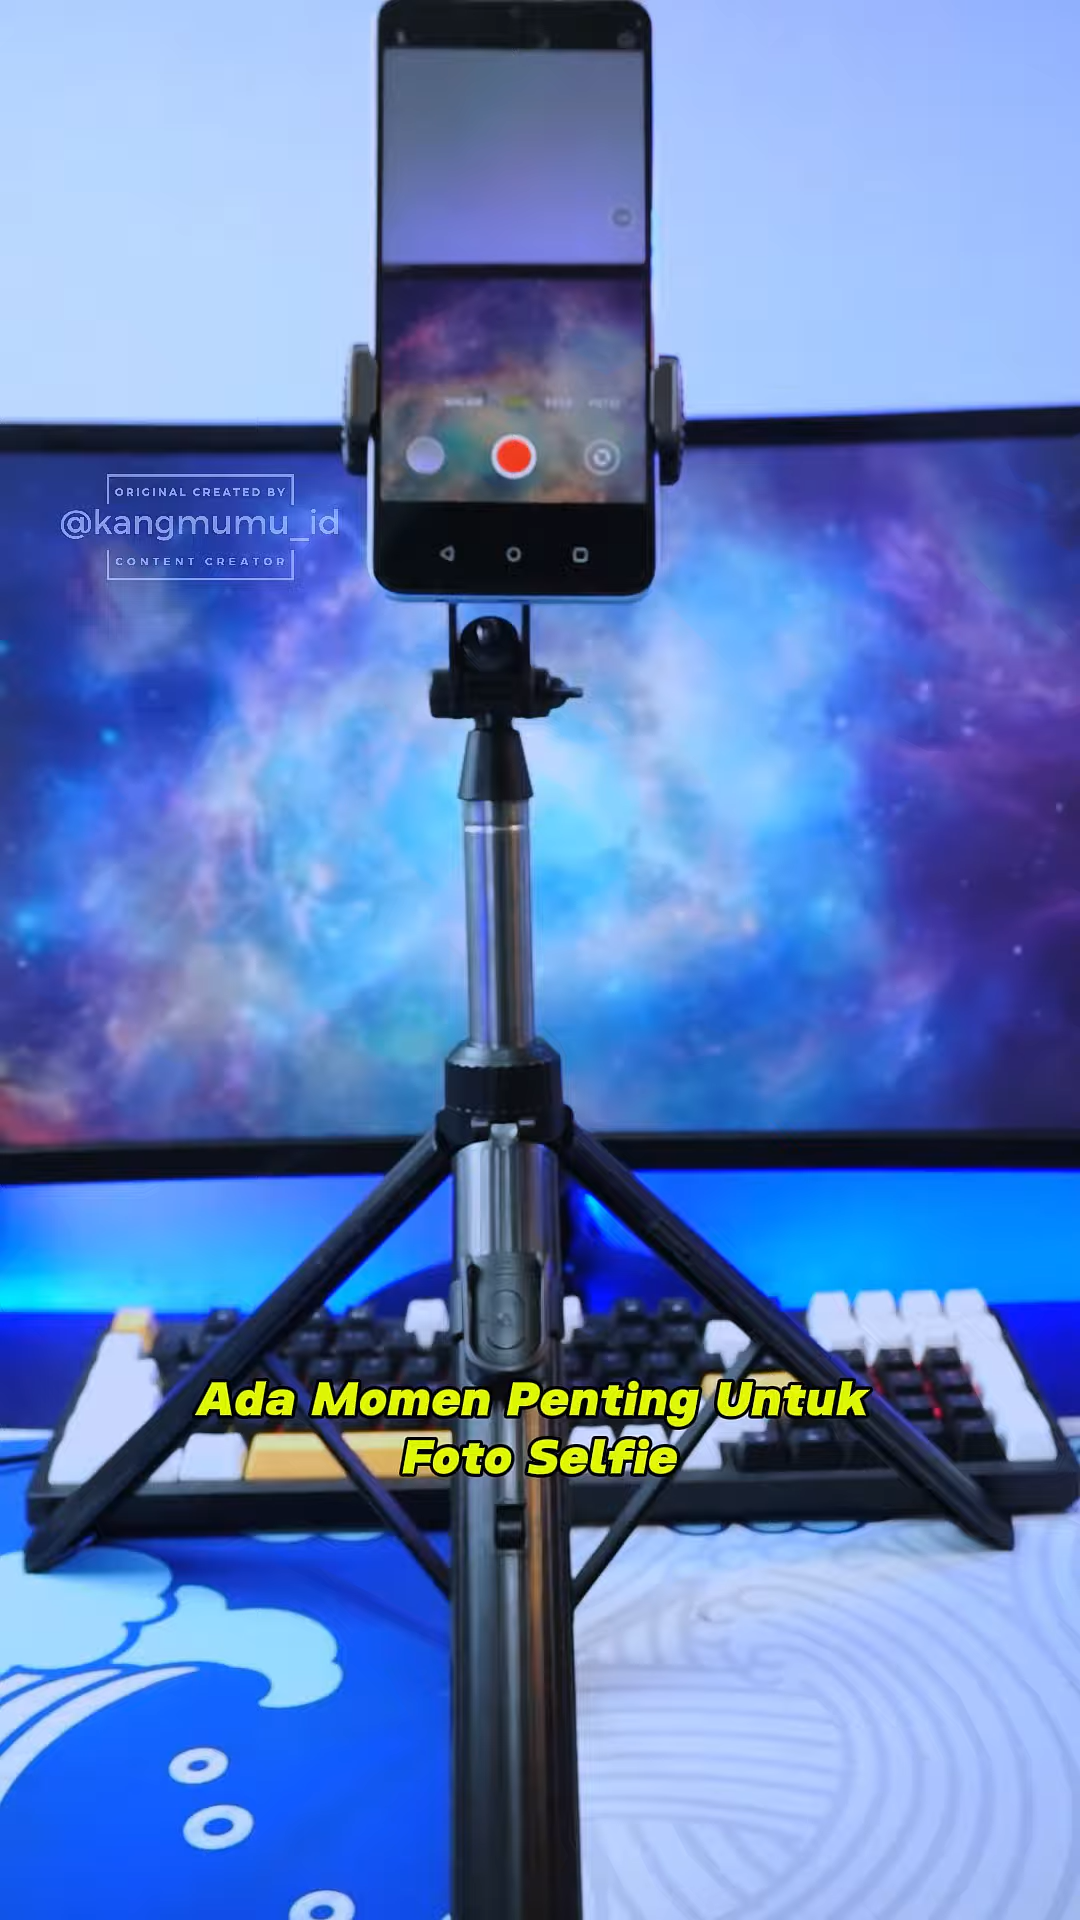 ORIGINAL CREATED BY
@kangmumu_id
CONTENT CREATOR
Ada Momen Penting Untuk
Foto Selfie